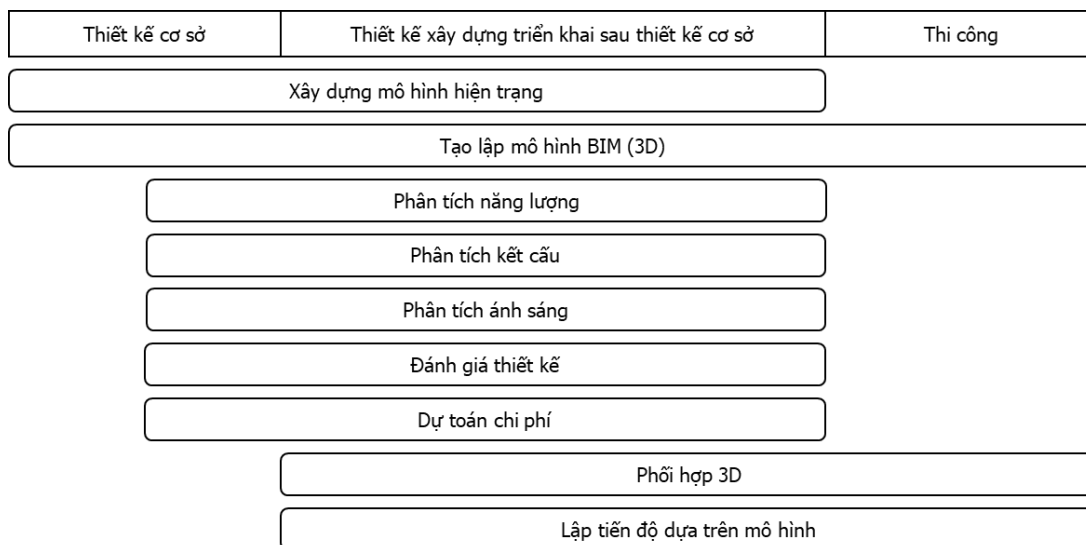 Thiết kế cơ sở
Thiết kế xây dựng triển khai sau thiết kế cơ sở
Thi công
Xây dựng mô hình hiện trạng
Tạo lập mô hình BIM (3D)
Phân tích năng lượng
Phân tích kết cấu
Phân tích ánh sáng
Đánh giá thiết kế
Dự toán chi phí
Phối hợp 3D
Lập tiến độ dựa trên mô hình